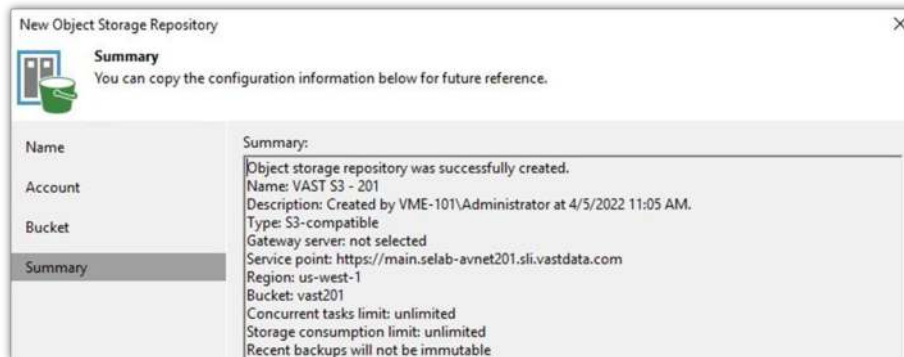 New Object Storage Repository
Summary
You can copy the configuration information below for future reference.
Name
Account
Bucket
Summary
Summary:
Object storage repository was successfully created.
Name: VAST S3 - 201
Description: Created by VME-101\Administrator at 4/5/2022 11:05 AM.
Type: S3-compatible
Gateway server: not selected
Service point: https://main.selab-avnet201.sli.vastdata.com
Region: us-west-1
Bucket: vast201
Concurrent tasks limit: unlimited
Storage consumption limit: unlimited
Recent backups will not be immutable